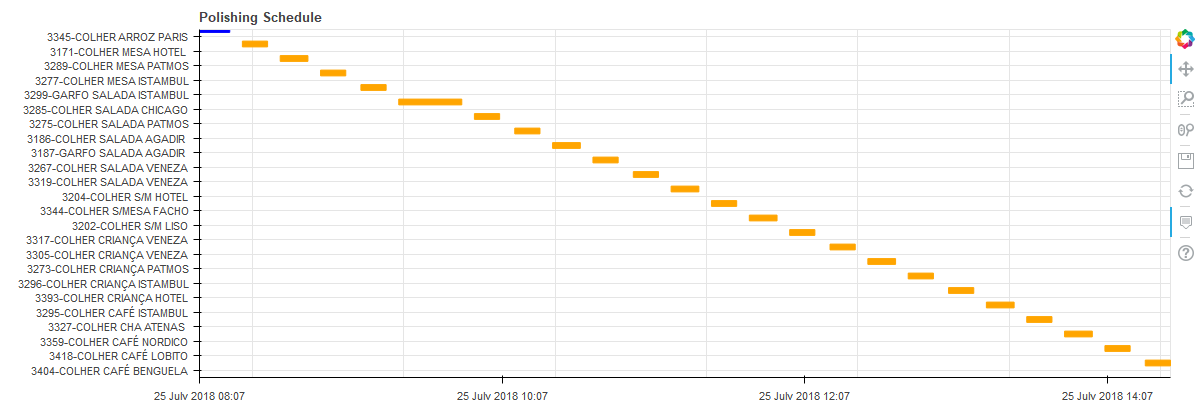 Polishing Schedule
3345-COLHER ARROZ PARIS
3171-COLHER MESA HOTEL
3289-COLHER MESA PATMOS
3277-COLHER MESA ISTAMBUL
3299-GARFO SALADA ISTAMBUL
3285-COLHER SALADA CHICAGO
3275-COLHER SALADA PATMOS
3186-COLHER SALADA AGADIR
3187-GARFO SALADA AGADIR
3267-COLHER SALADA VENEZA
3319-COLHER SALADA VENEZA
3204-COLHER S/M HOTEL
3344-COLHER S/MESA FACHO
3202-COLHER S/M LISO
3317-COLHER CRIANÇA VENEZA
3305-COLHER CRIANÇA VENEZA
3273-COLHER CRIANÇA PATMOS
3296-COLHER CRIANÇA ISTAMBUL
3393-COLHER CRIANÇA HOTEL
3295-COLHER CAFÉ ISTAMBUL
3327-COLHER CHA ATENAS
3359-COLHER CAFÉ NORDICO
3418-COLHER CAFÉ LOBITO
3404-COLHER CAFÉ BENGUELA
25 July 2018 08:07 25 July 2018 10:07 25 July 2018 12:07 25 July 2018 14:07